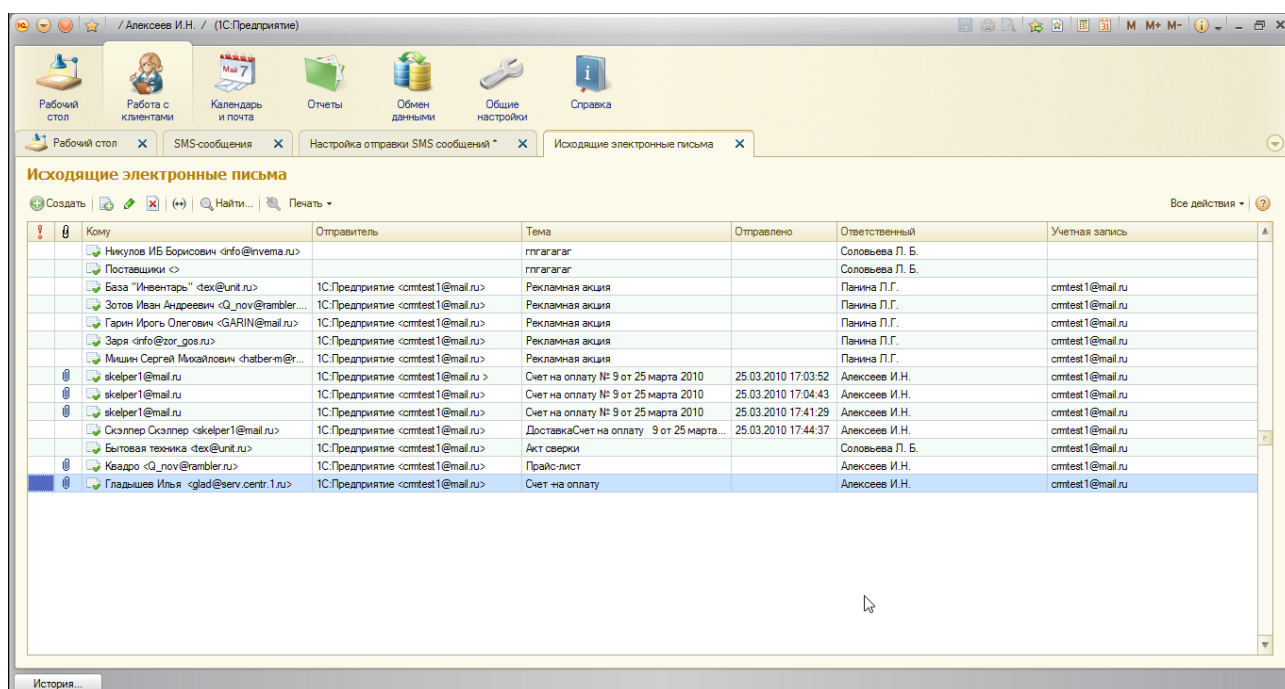 / Алексеев И.Н. / (1С:Предприятие)
M M+ M-
Рабочий стол
Работа с клиентами
Май 7
Календарь и почта
Отчеты
Обмен данными
Общие настройки
Справка
Рабочий стол
SMS-сообщения
Настройка отправки SMS сообщений *
Исходящие электронные письма
Исходящие электронные письма
Создать Найти... Печать Все действия
Кому Отправитель Тема Отправлено Ответственный Учетная запись
Никулов ИБ Борисович <info@invema.ru> гпгагагаг Соловьева Л. Б.
Поставщики <> гпгагагаг Соловьева Л. Б.
База "Инвентарь" <tex@unit.ru> 1С:Предприятие <crmtest1@mail.ru> Рекламная акция Панина Л.Г. crmtest1@mail.ru
Зотов Иван Андреевич <Q_nov@rambler.... 1С:Предприятие <crmtest1@mail.ru> Рекламная акция Панина Л.Г. crmtest1@mail.ru
Гарин Ирогь Олегович <GARIN@mail.ru> 1С:Предприятие <crmtest1@mail.ru> Рекламная акция Панина Л.Г. crmtest1@mail.ru
Заря <info@zor_gos.ru> 1С:Предприятие <crmtest1@mail.ru> Рекламная акция Панина Л.Г. crmtest1@mail.ru
Мишин Сергей Михайлович <hatber-m@r... 1С:Предприятие <crmtest1@mail.ru> Рекламная акция Панина Л.Г. crmtest1@mail.ru
skelper1@mail.ru 1С:Предприятие <crmtest1@mail.ru > Счет на оплату № 9 от 25 марта 2010 25.03.2010 17:03:52 Алексеев И.Н. crmtest1@mail.ru
skelper1@mail.ru 1С:Предприятие <crmtest1@mail.ru> Счет на оплату № 9 от 25 марта 2010 25.03.2010 17:04:43 Алексеев И.Н. crmtest1@mail.ru
skelper1@mail.ru 1С:Предприятие <crmtest1@mail.ru> Счет на оплату № 9 от 25 марта 2010 25.03.2010 17:41:29 Алексеев И.Н. crmtest1@mail.ru
Скэлпер Скэлпер <skelper1@mail.ru> 1С:Предприятие <crmtest1@mail.ru> ДоставкаСчет на оплату 9 от 25 марта... 25.03.2010 17:44:37 Алексеев И.Н. crmtest1@mail.ru
Бытовая техника <tex@unit.ru> 1С:Предприятие <crmtest1@mail.ru> Акт сверки Соловьева Л. Б. crmtest1@mail.ru
Квадро <Q_nov@rambler.ru> 1С:Предприятие <crmtest1@mail.ru> Прайс-лист Алексеев И.Н. crmtest1@mail.ru
Гладышев Илья <glad@serv.centr.1.ru> 1С:Предприятие <crmtest1@mail.ru> Счет на оплату Алексеев И.Н. crmtest1@mail.ru
История...